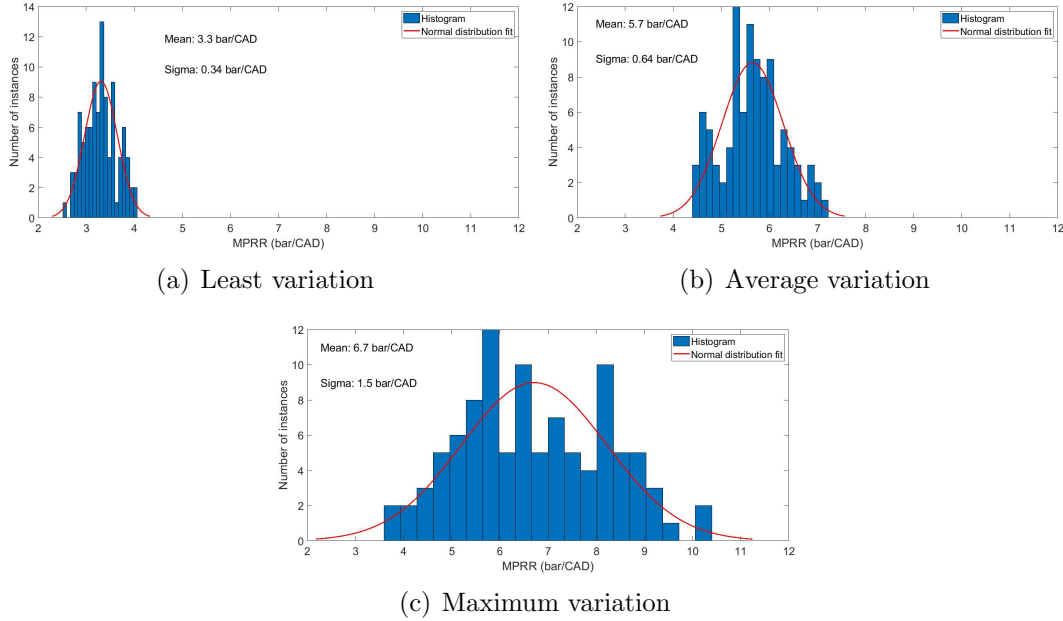 14
12
10
8
6
4
2
0
Number of instances
Mean: 3.3 bar/CAD
Sigma: 0.34 bar/CAD
Histogram
Normal distribution fit
2 3 4 5 6 7 8 9 10 11 12
MPRR (bar/CAD)
(a) Least variation
12
10
8
6
4
2
0
Number of instances
Mean: 5.7 bar/CAD
Sigma: 0.64 bar/CAD
Histogram
Normal distribution fit
2 3 4 5 6 7 8 9 10 11 12
MPRR (bar/CAD)
(b) Average variation
12
10
8
6
4
2
0
Number of instances
Mean: 6.7 bar/CAD
Sigma: 1.5 bar/CAD
Histogram
Normal distribution fit
2 3 4 5 6 7 8 9 10 11 12
MPRR (bar/CAD)
(c) Maximum variation